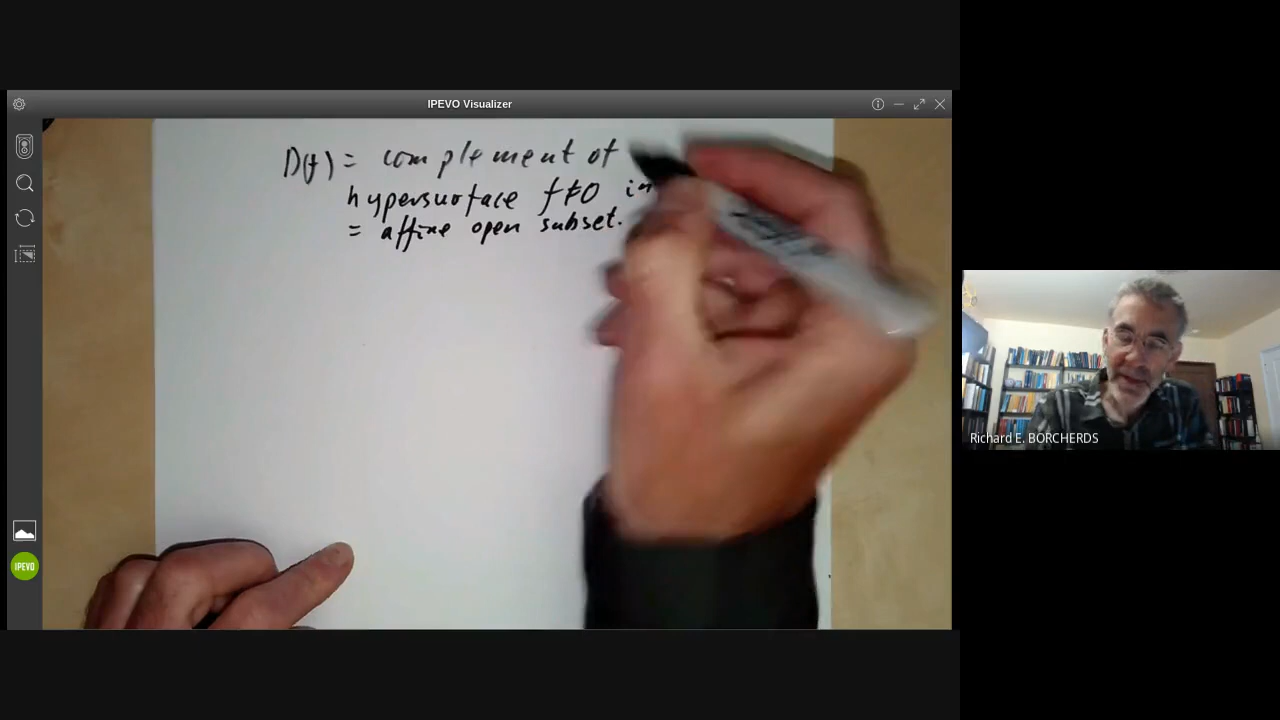 IPEVO Visualizer
D(f) = complement of
hypersurface f≠0 in
= affine open subset.
IPEVO
Richard E. BORCHERDS